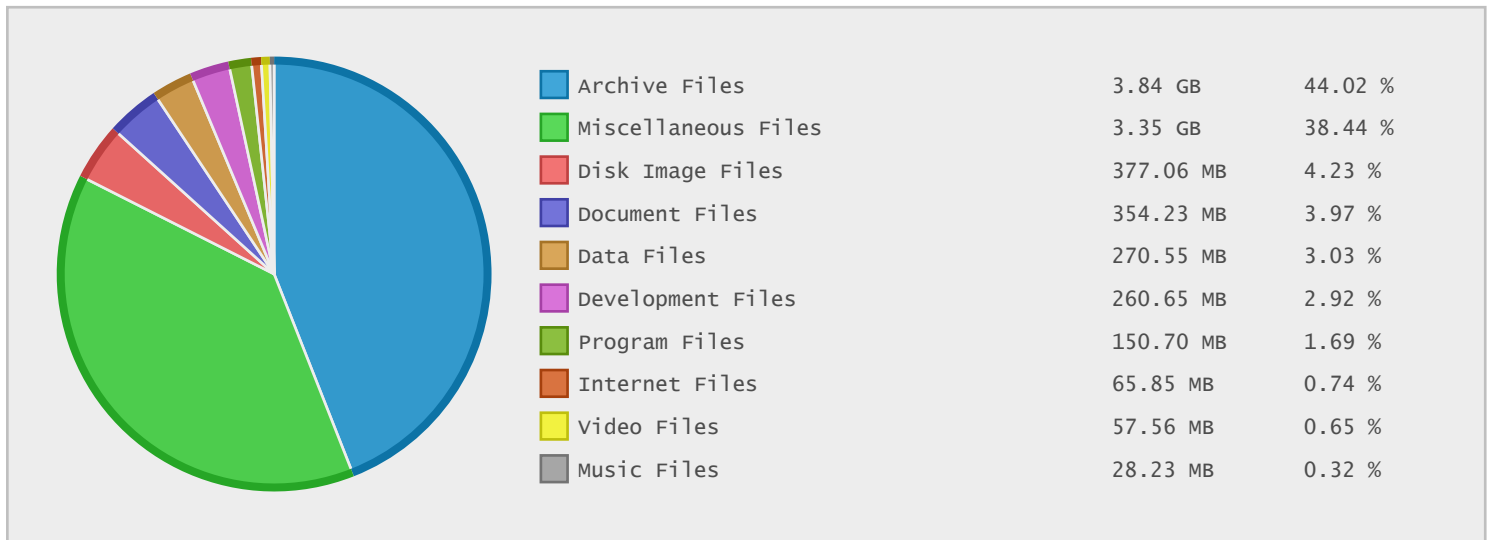 Archive Files 3.84 GB 44.02 %
Miscellaneous Files 3.35 GB 38.44 %
Disk Image Files 377.06 MB 4.23 %
Document Files 354.23 MB 3.97 %
Data Files 270.55 MB 3.03 %
Development Files 260.65 MB 2.92 %
Program Files 150.70 MB 1.69 %
Internet Files 65.85 MB 0.74 %
Video Files 57.56 MB 0.65 %
Music Files 28.23 MB 0.32 %